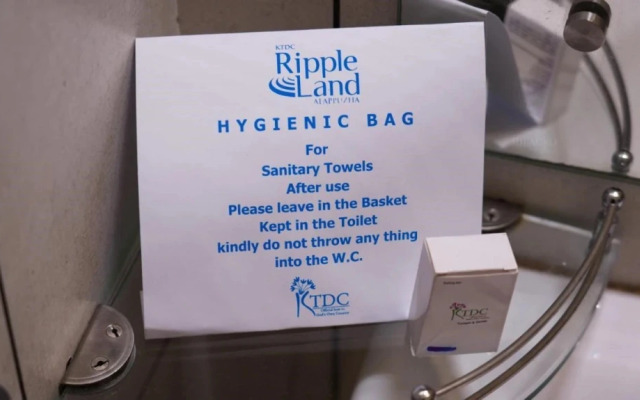 KTDC
Ripple
Land
ALAPPUZHA
HYGIENIC BAG
For
Sanitary Towels
After use
Please leave in the Basket
Kept in the Toilet
kindly do not throw any thing
into the W.C.
KTDC
KTDC